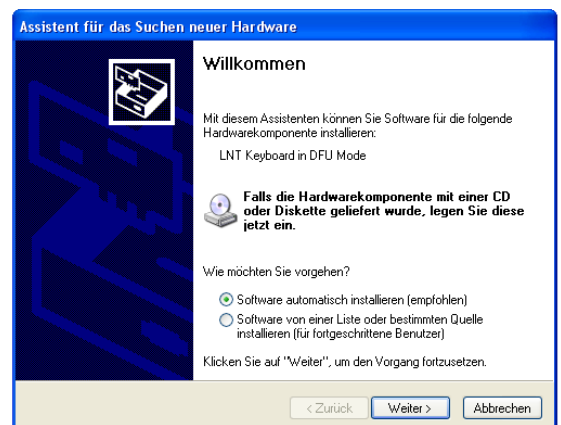 Assistent für das Suchen neuer Hardware
Willkommen
Mit diesem Assistenten können Sie Software für die folgende
Hardwarekomponente installieren:
LNT Keyboard in DFU Mode
Falls die Hardwarekomponente mit einer CD
oder Diskette geliefert wurde, legen Sie diese
jetzt ein.
Wie möchten Sie vorgehen?
Software automatisch installieren (empfohlen)
Software von einer Liste oder bestimmten Quelle
installieren (für fortgeschrittene Benutzer)
Klicken Sie auf "Weiter", um den Vorgang fortzusetzen.
< Zurück Weiter > Abbrechen